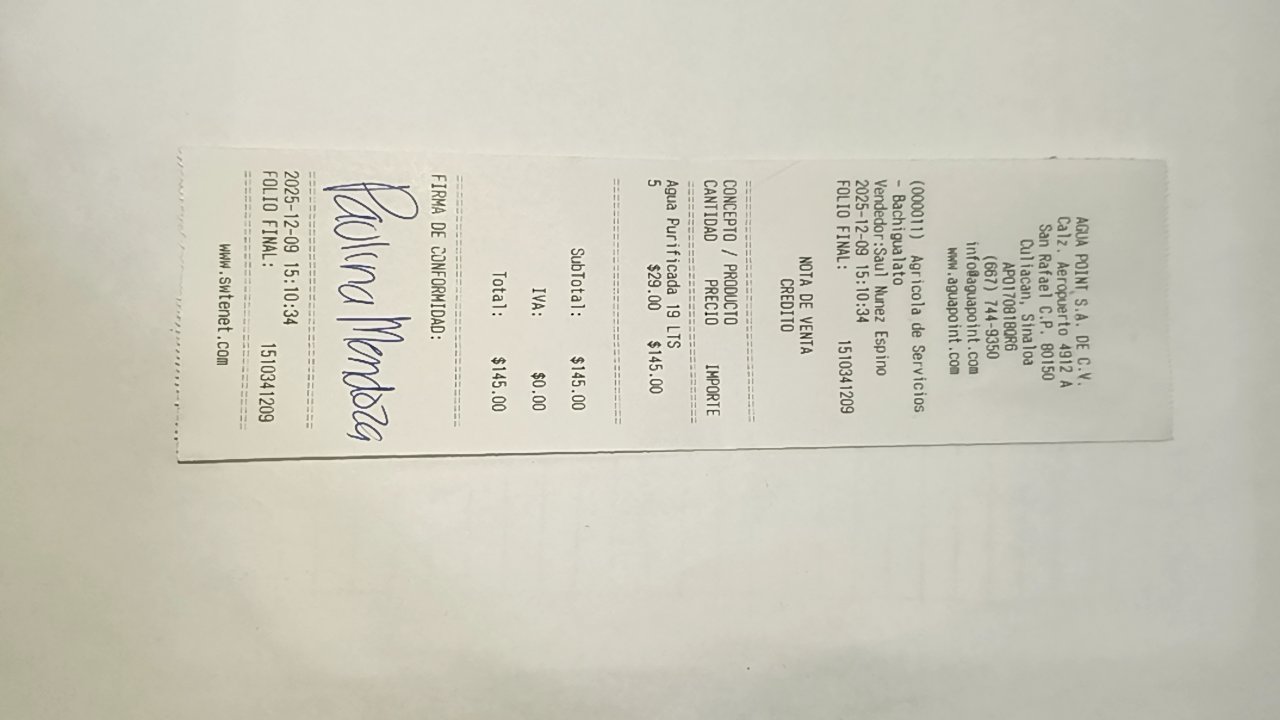 AGUA POINT S.A. DE C.V.
Calz. Aeropuerto 4912 A
San Rafael C.P. 80150
Culiacan, Sinaloa
APO170818QR6
(667) 744-9350
info@aguapoint.com
www.aguapoint.com
(000011) Agricola de Servicios
- Bachigualato
Vendedor:Saul Nunez Espino
2025-12-09 15:10:34
FOLIO FINAL: 1510341209
NOTA DE VENTA
CREDITO
CONCEPTO / PRODUCTO
CANTIDAD PRECIO IMPORTE
Agua Purificada 19 LTS
5 $29.00 $145.00
SubTotal: $145.00
IVA: $0.00
Total: $145.00
FIRMA DE CONFORMIDAD:
Paolina Mendoza
2025-12-09 15:10:34
FOLIO FINAL: 1510341209
www.swtenet.com